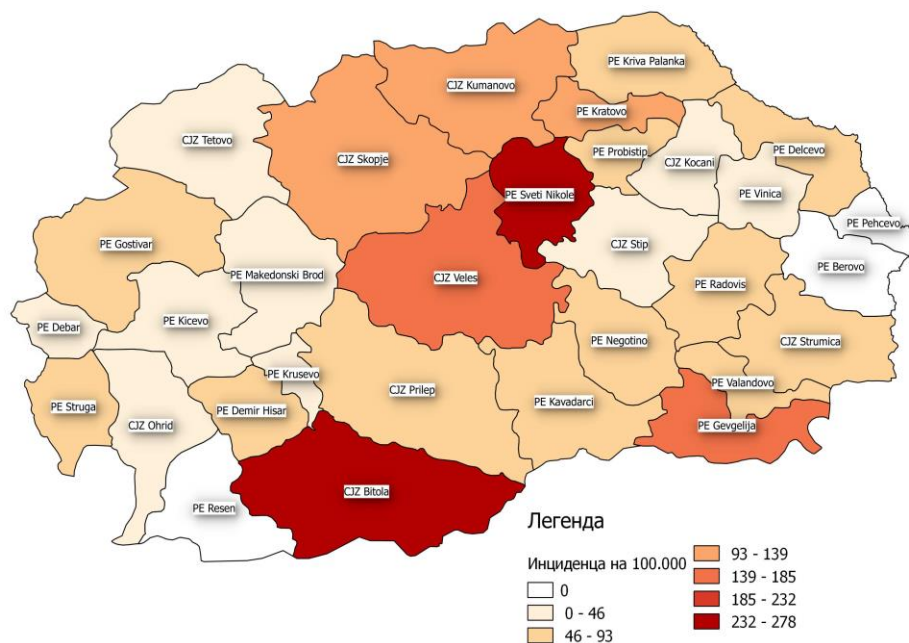 PE Kriva Palanka
CJZ Kumanovo
PE Kratovo
CJZ Tetovo
CJZ Skopje
PE Probistip
PE Delcevo
CJZ Kocani
PE Sveti Nikole
PE Vinica
PE Pehcevo
PE Gostivar
CJZ Stip
PE Berovo
PE Makedonski Brod
CJZ Veles
PE Radovis
PE Debar
PE Kicevo
PE Negotino
CJZ Strumica
PE Krusevo
PE Valandovo
CJZ Prilep
PE Struga
PE Demir Hisar
PE Kavadarci
CJZ Ohrid
PE Gevgelija
CJZ Bitola
PE Resen
Легенда
Инциденца на 100.000
0
0 - 46
46 - 93
93 - 139
139 - 185
185 - 232
232 - 278